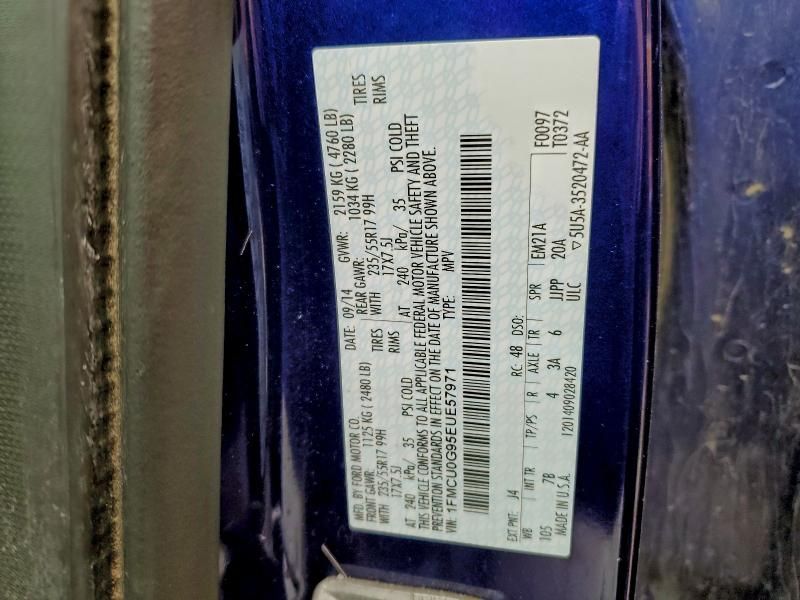 MFD. BY FORD MOTOR CO. DATE: 09/14 GVWR: 2159 KG ( 4760 LB)
FRONT GAWR: 1125 KG ( 2480 LB) REAR GAWR: 1034 KG ( 2280 LB)
WITH 235/55R17 99H TIRES WITH 235/55R17 99H TIRES
17X7.5J RIMS 17X7.5J RIMS
AT 240 kPa/ 35 PSI COLD AT 240 kPa/ 35 PSI COLD
THIS VEHICLE CONFORMS TO ALL APPLICABLE FEDERAL MOTOR VEHICLE SAFETY AND THEFT
PREVENTION STANDARDS IN EFFECT ON THE DATE OF MANUFACTURE SHOWN ABOVE.
VIN: 1FMCU0G95EUE57971 TYPE: MPV
EXT PNT: J4 RC: 48 DSO: F0097
WB INT TR TP/PS R AXLE TR SPR EM21A T0372
105 7B 4 3A 6 JJPP 20A
MADE IN U.S.A. 1201409028420 ULC ▽5U5A-3520472-AA